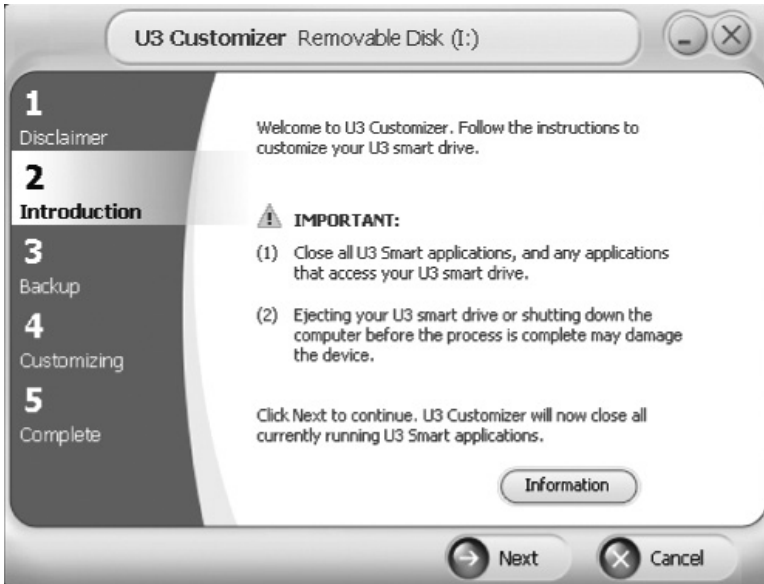 U3 Customizer Removable Disk (I:)
1
Disclaimer
2
Introduction
3
Backup
4
Customizing
5
Complete
Welcome to U3 Customizer. Follow the instructions to
customize your U3 smart drive.
IMPORTANT:
(1) Close all U3 Smart applications, and any applications
that access your U3 smart drive.
(2) Ejecting your U3 smart drive or shutting down the
computer before the process is complete may damage
the device.
Click Next to continue. U3 Customizer will now close all
currently running U3 Smart applications.
Information
Next
Cancel